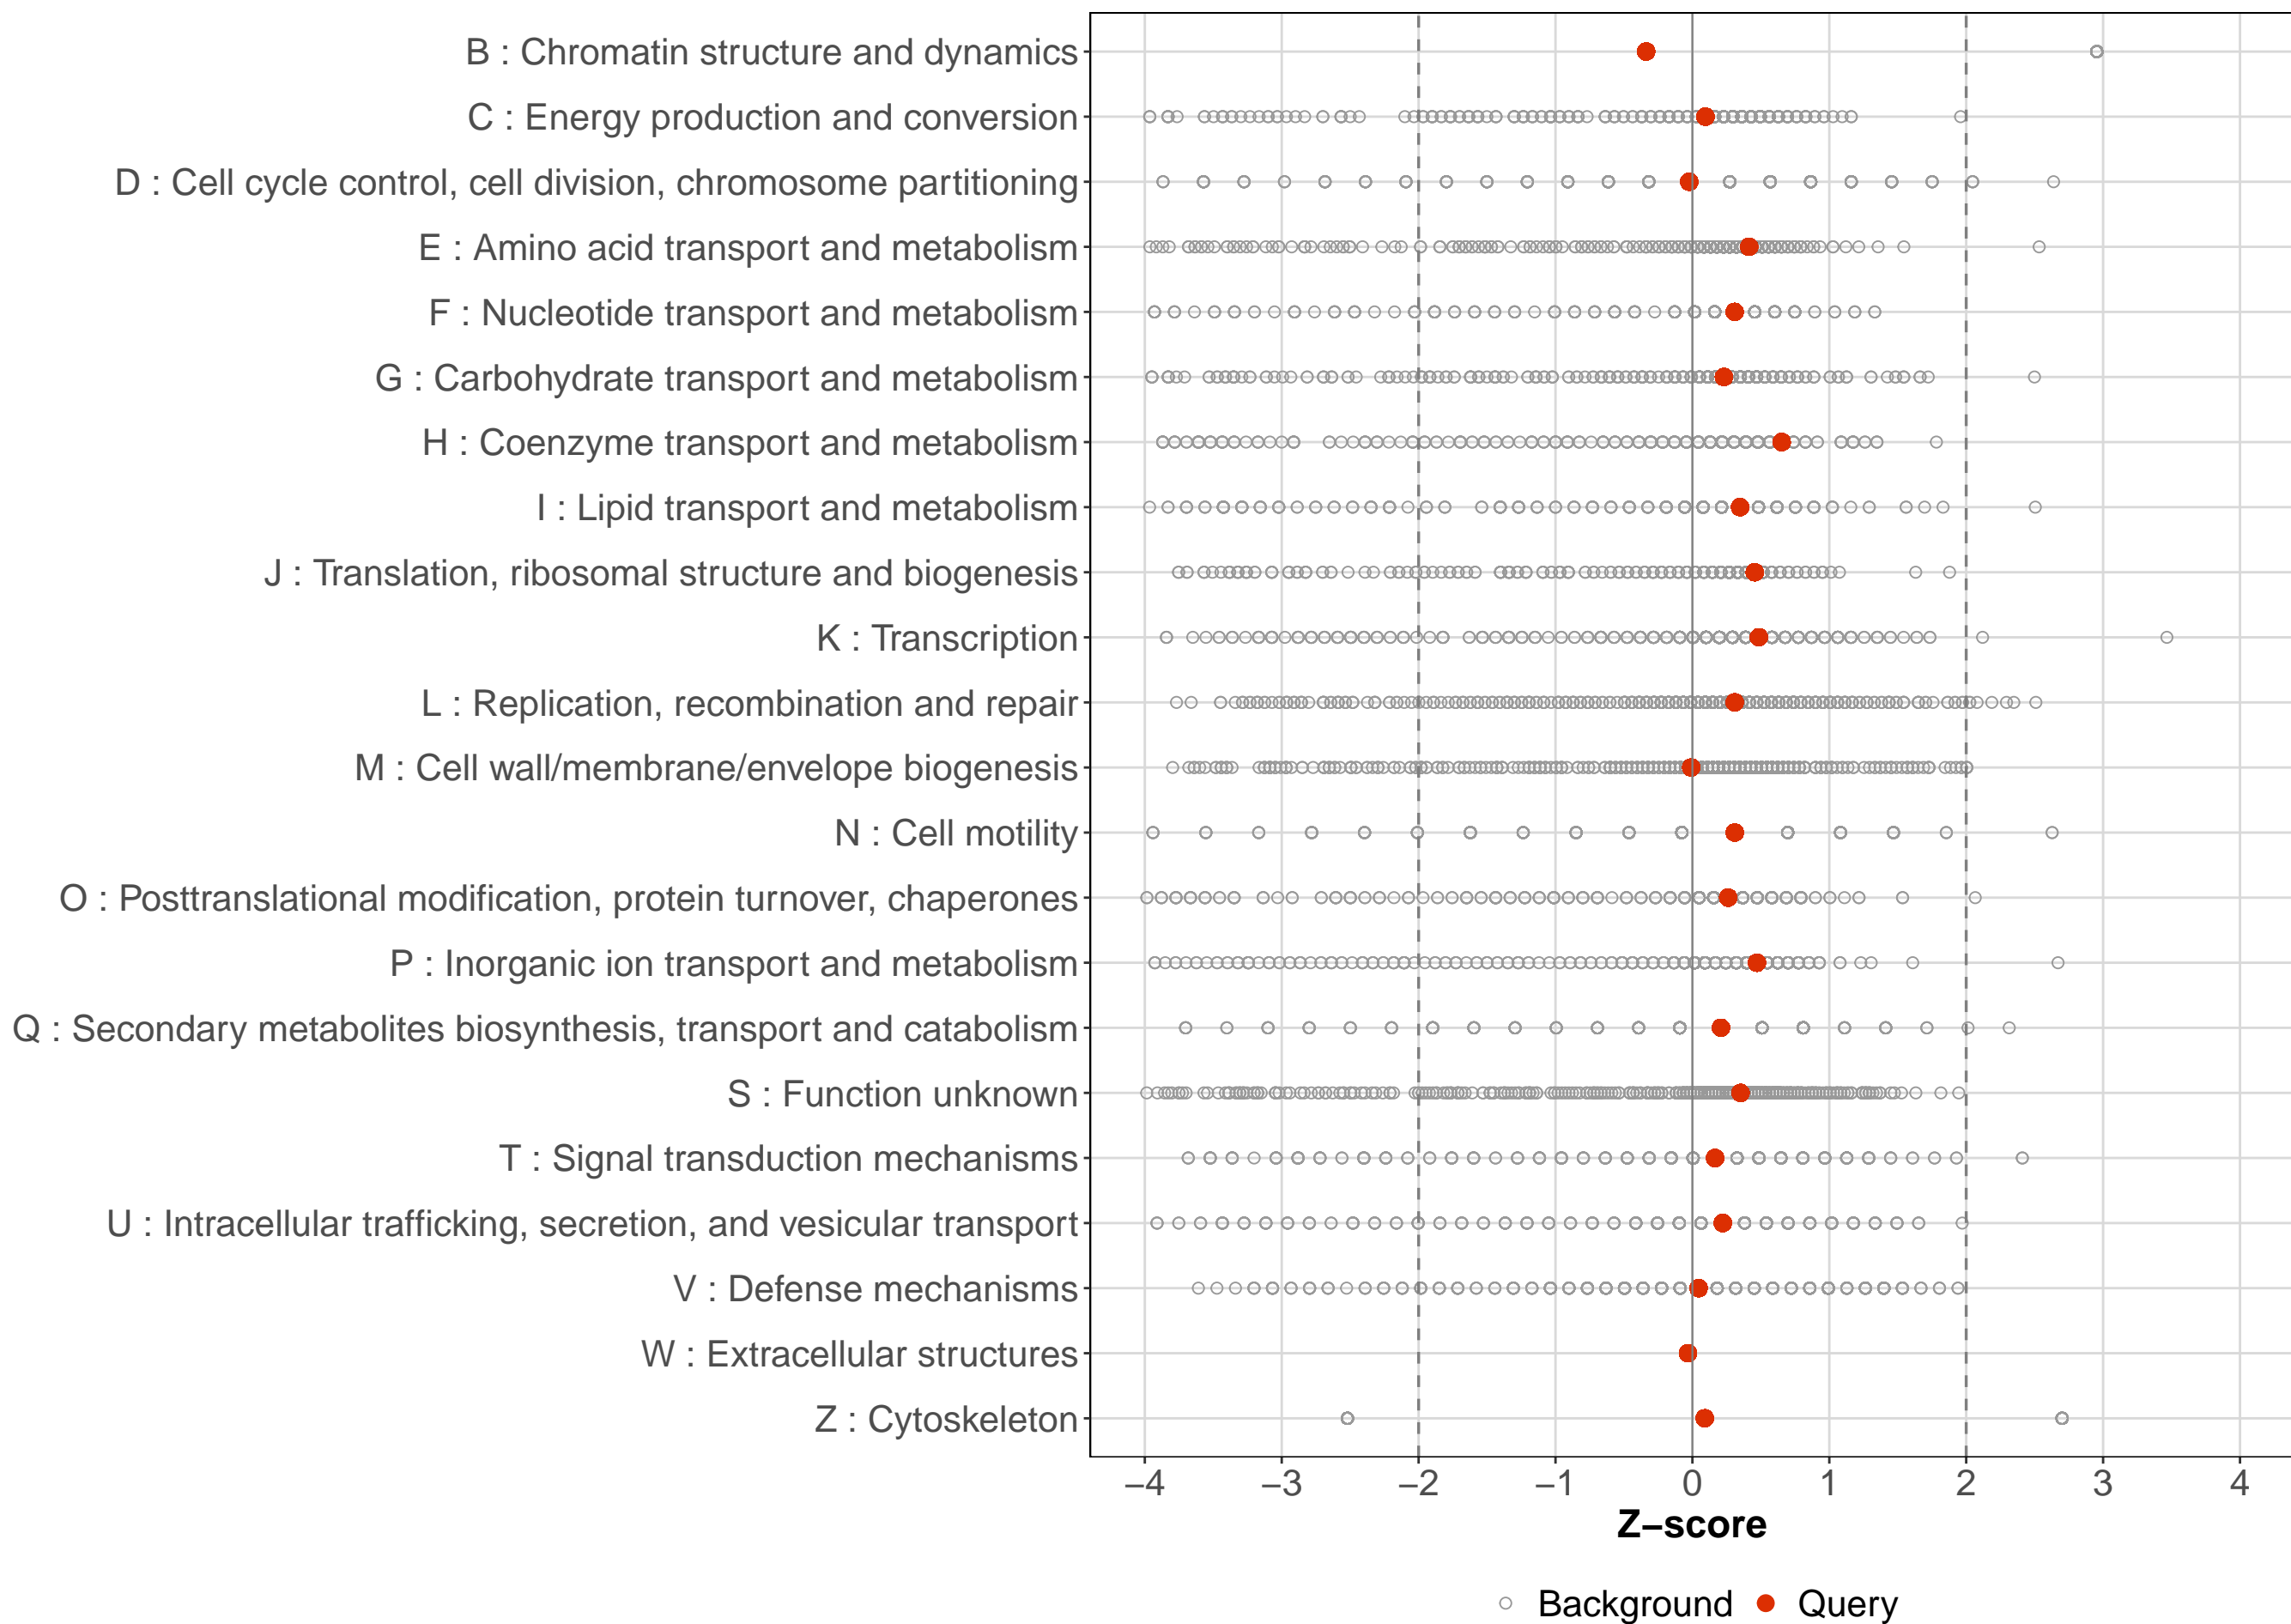 B : Chromatin structure and dynamics
C : Energy production and conversion
D : Cell cycle control, cell division, chromosome partitioning
E : Amino acid transport and metabolism
F : Nucleotide transport and metabolism
G : Carbohydrate transport and metabolism
H : Coenzyme transport and metabolism
I : Lipid transport and metabolism
J : Translation, ribosomal structure and biogenesis
K : Transcription
L : Replication, recombination and repair
M : Cell wall/membrane/envelope biogenesis
N : Cell motility
O : Posttranslational modification, protein turnover, chaperones
P : Inorganic ion transport and metabolism
Q : Secondary metabolites biosynthesis, transport and catabolism
S : Function unknown
T : Signal transduction mechanisms
U : Intracellular trafficking, secretion, and vesicular transport
V : Defense mechanisms
W : Extracellular structures
Z : Cytoskeleton
−4 −3 −2 −1 0 1 2 3 4
Z−score
Background Query